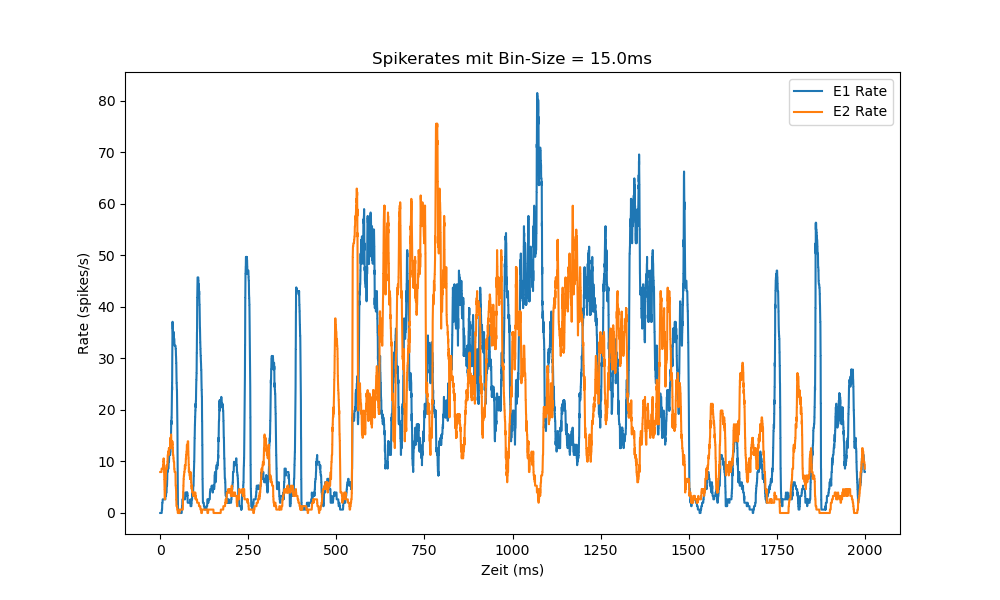 Spikerates mit Bin-Size = 15.0ms
E1 Rate
E2 Rate
Rate (spikes/s)
80
70
60
50
40
30
20
10
0
0 250 500 750 1000 1250 1500 1750 2000
Zeit (ms)